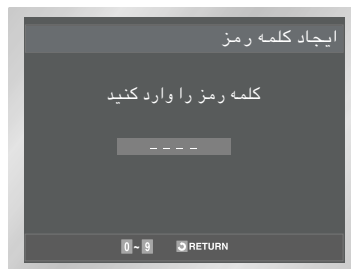 ایجاد کلمه رمز
کلمه رمز را وارد کنید
_ _ _ _
0 ~ 9 RETURN